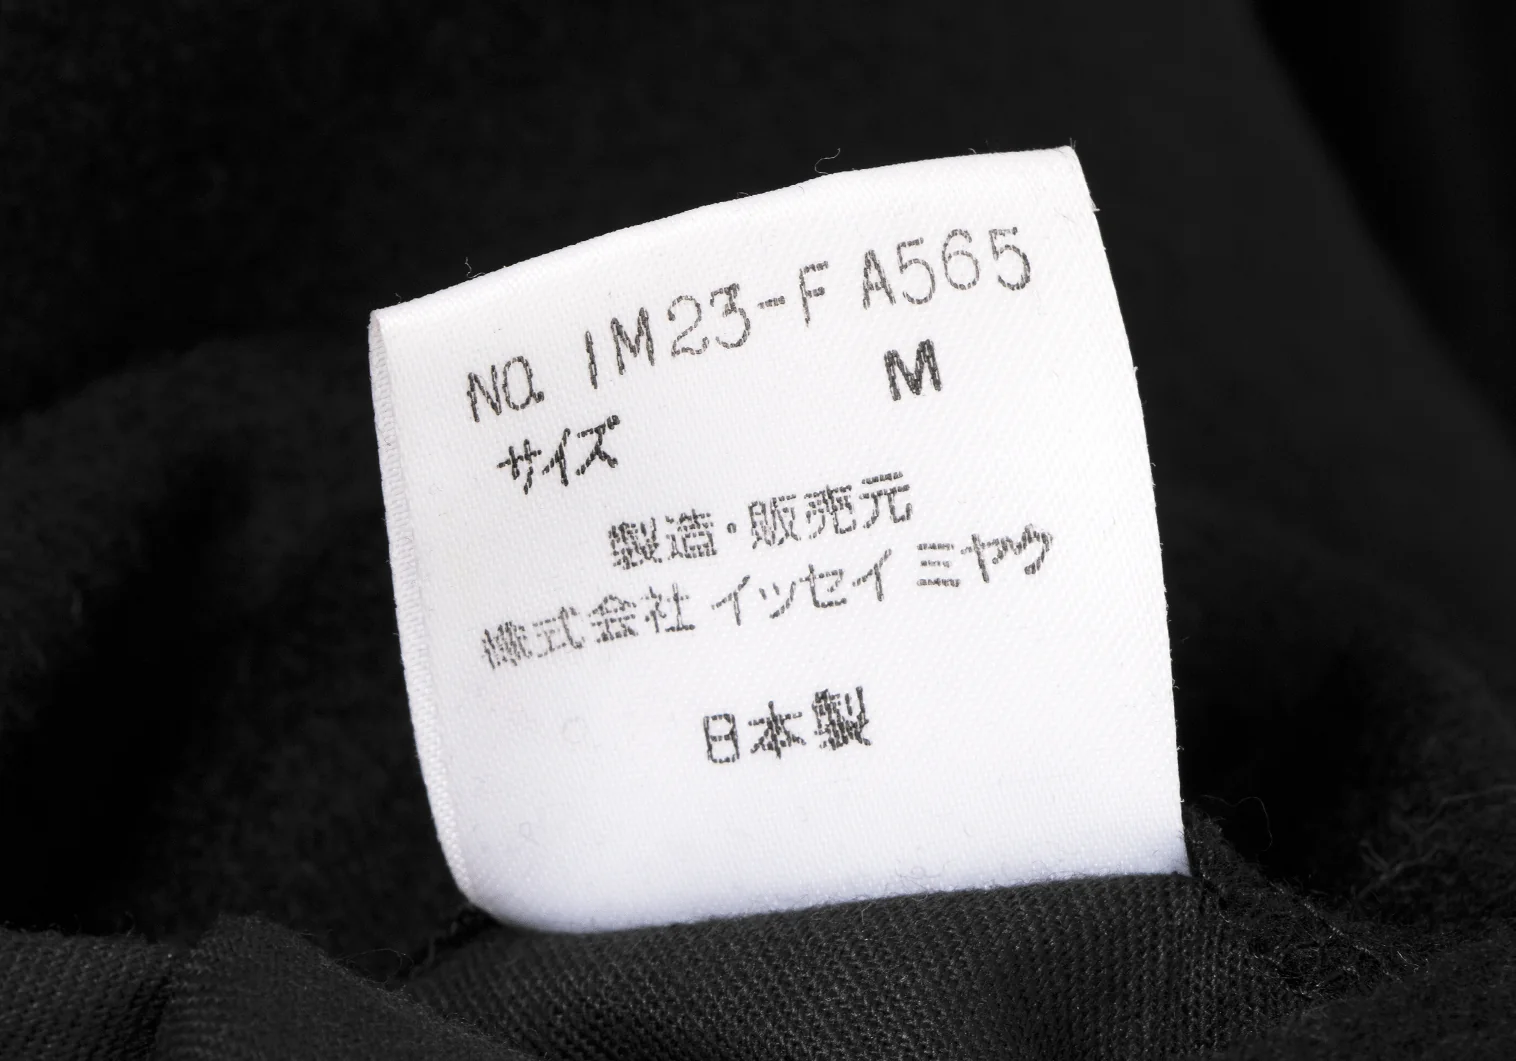 NO. IM23-FA565
サイズ M
製造・販売元
株式会社 イッセイ ミヤケ
日本製